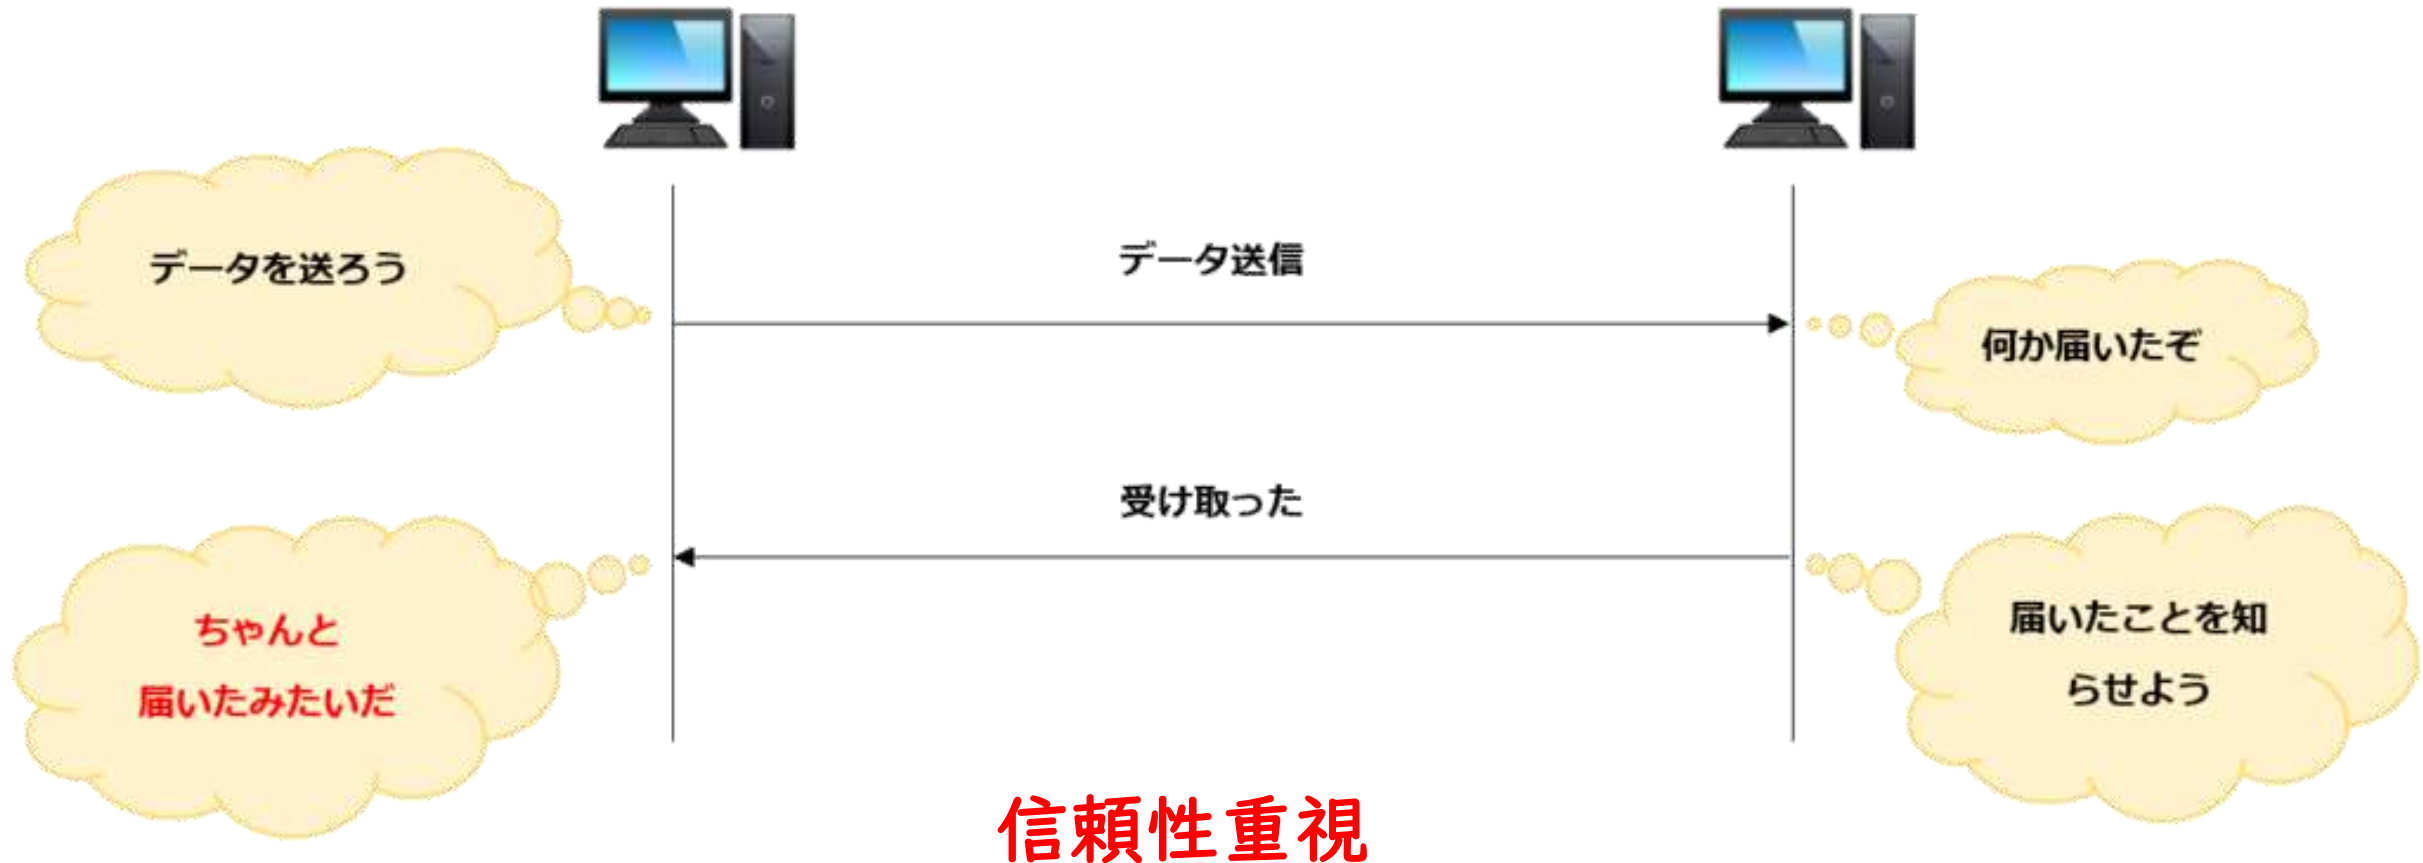 データを送ろう
データ送信
何か届いたぞ
受け取った
ちゃんと
届いたみたいだ
届いたことを知
らせよう
信頼性重視